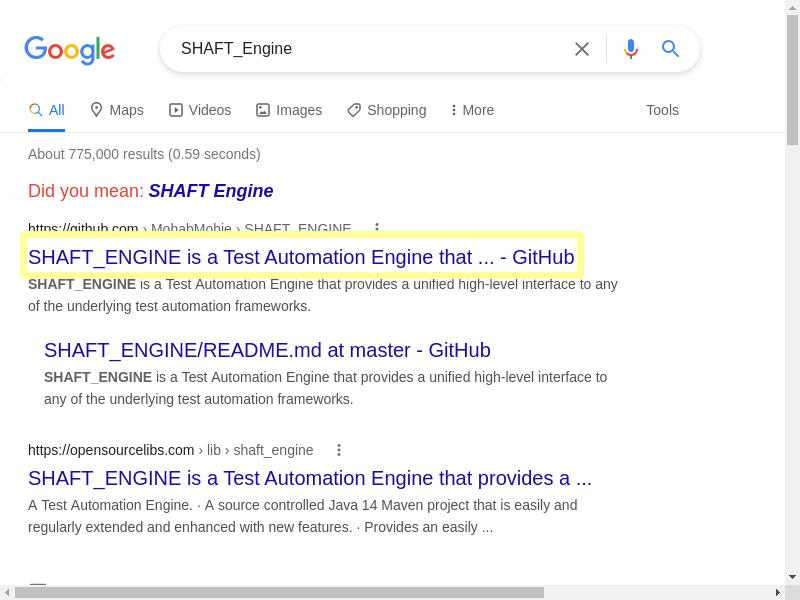 Google
SHAFT_Engine
All Maps Videos Images Shopping More Tools
About 775,000 results (0.59 seconds)
Did you mean: SHAFT Engine
https://github.com › MohabMohie › SHAFT_ENGINE
SHAFT_ENGINE is a Test Automation Engine that ... - GitHub
SHAFT_ENGINE is a Test Automation Engine that provides a unified high-level interface to any
of the underlying test automation frameworks.
SHAFT_ENGINE/README.md at master - GitHub
SHAFT_ENGINE is a Test Automation Engine that provides a unified high-level interface to
any of the underlying test automation frameworks.
https://opensourcelibs.com › lib › shaft_engine
SHAFT_ENGINE is a Test Automation Engine that provides a ...
A Test Automation Engine. · A source controlled Java 14 Maven project that is easily and
regularly extended and enhanced with new features. · Provides an easily ...